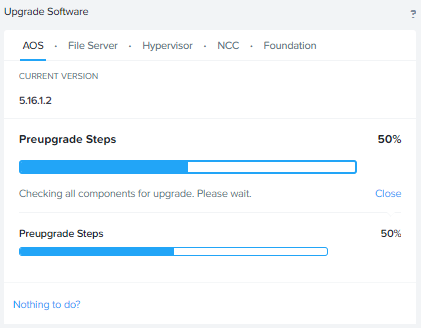 Upgrade Software ?
AOS · File Server · Hypervisor · NCC · Foundation
CURRENT VERSION
5.16.1.2
Preupgrade Steps 50%
Checking all components for upgrade. Please wait. Close
Preupgrade Steps 50%
Nothing to do?